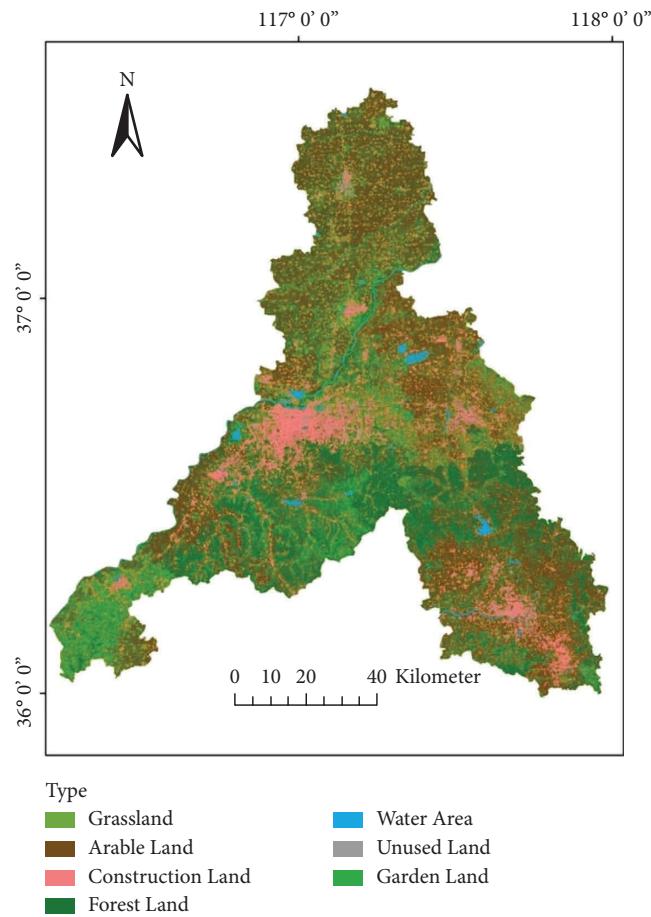 117° 0′ 0″ 118° 0′ 0″
N
37° 0′ 0″
36° 0′ 0″
0 10 20 40 Kilometer
Type
Grassland
Arable Land
Construction Land
Forest Land
Water Area
Unused Land
Garden Land